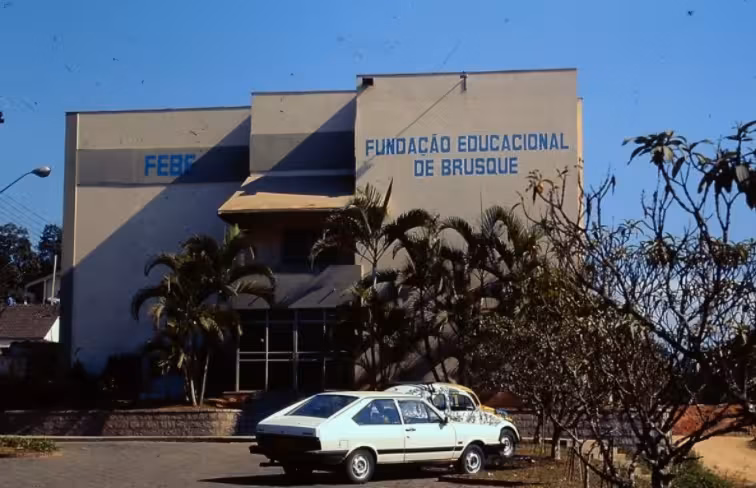 FEBE
FUNDAÇÃO EDUCACIONAL
DE BRUSQUE